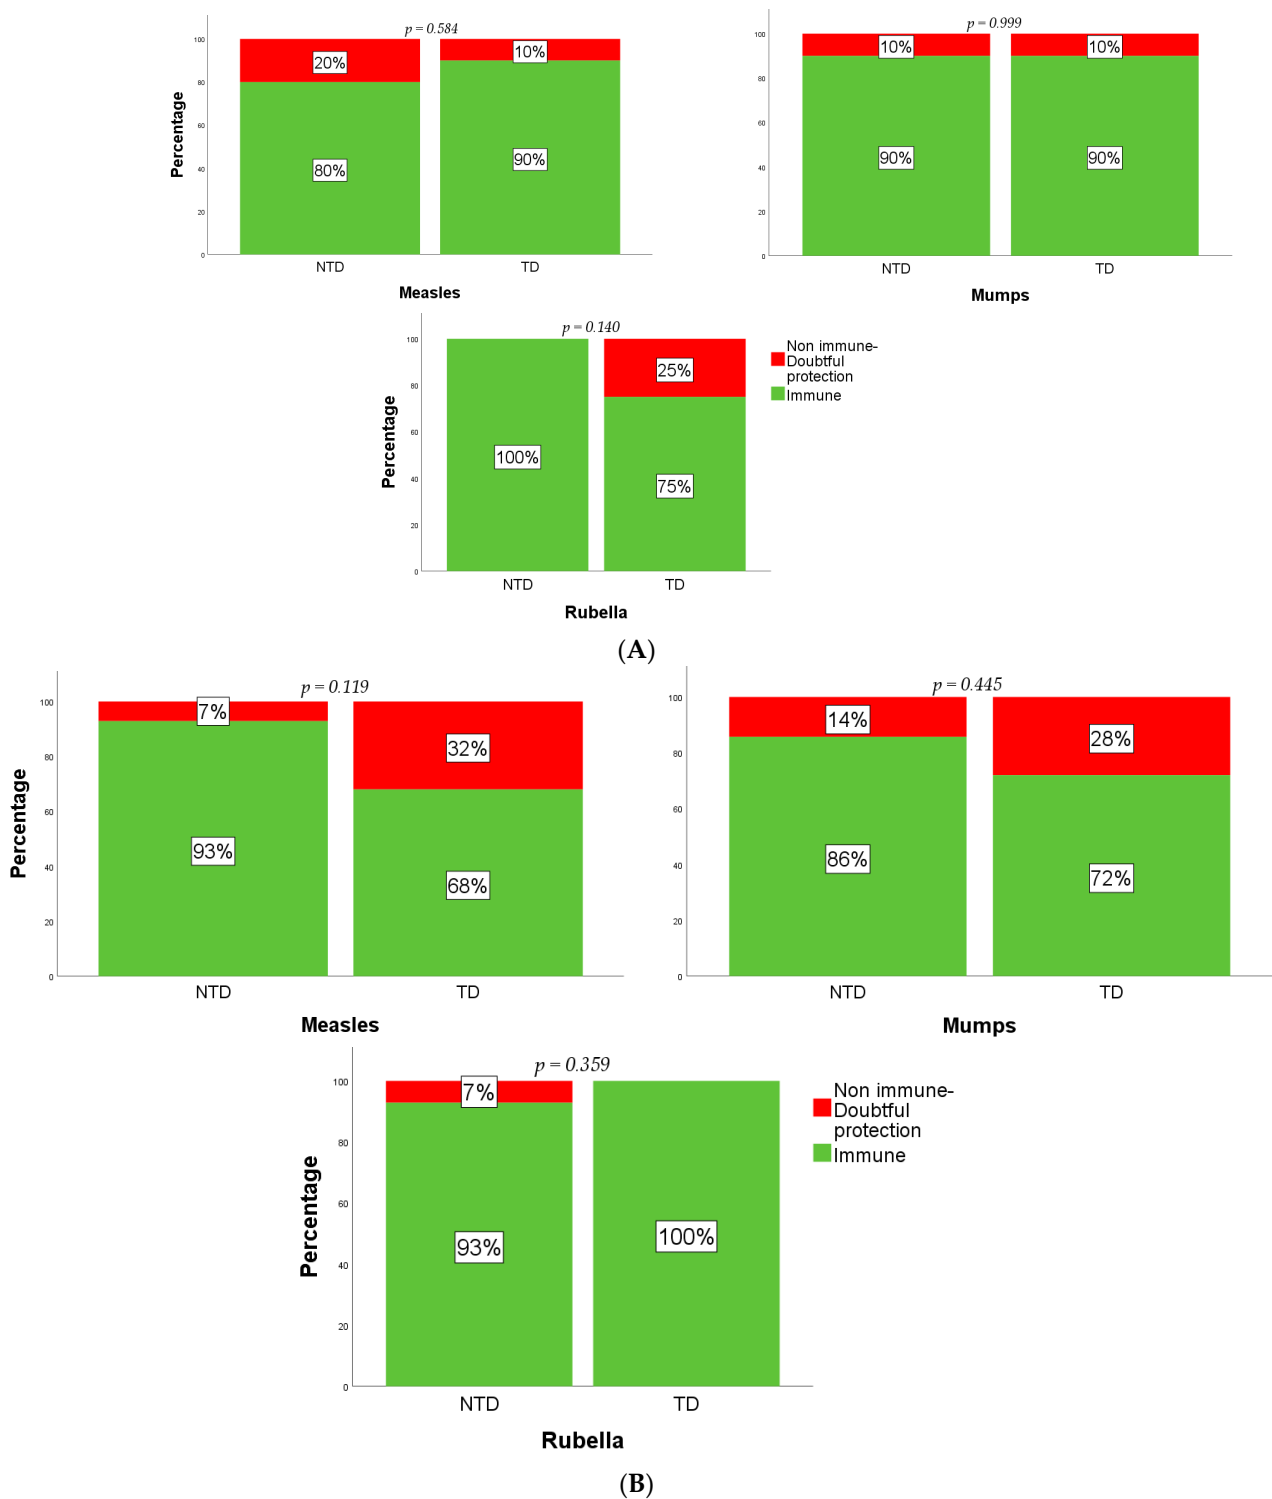 p = 0.584
100
80
60
40
20
0
Percentage
20%
10%
80%
90%
NTD
TD
Measles
p = 0.999
100
80
60
40
20
0
10%
10%
90%
90%
NTD
TD
Mumps
p = 0.140
100
80
60
40
20
0
Percentage
25%
100%
75%
NTD
TD
Rubella
Non immune-
Doubtful
protection
Immune
(A)
p = 0.119
100
80
60
40
20
0
Percentage
7%
32%
93%
68%
NTD
TD
Measles
p = 0.445
100
80
60
40
20
0
14%
28%
86%
72%
NTD
TD
Mumps
p = 0.359
100
80
60
40
20
0
Percentage
7%
93%
100%
NTD
TD
Rubella
Non immune-
Doubtful
protection
Immune
(B)